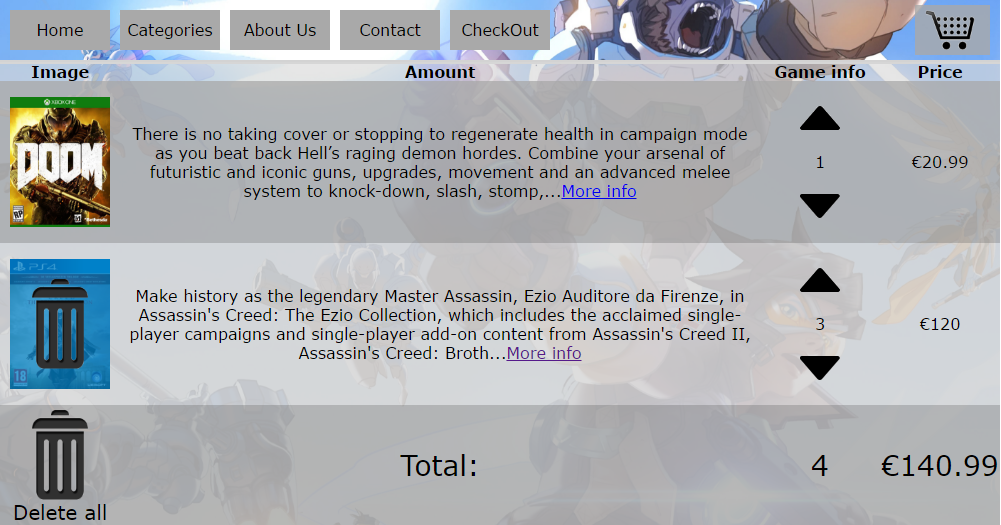 Home Categories About Us Contact CheckOut
Image Amount Game info Price
XBOX ONE
DOOM
RP
Bethesda
There is no taking cover or stopping to regenerate health in campaign mode
as you beat back Hell’s raging demon hordes. Combine your arsenal of
futuristic and iconic guns, upgrades, movement and an advanced melee
system to knock-down, slash, stomp,...More info
1
€20.99
PS4
18
Make history as the legendary Master Assassin, Ezio Auditore da Firenze, in
Assassin's Creed: The Ezio Collection, which includes the acclaimed single-
player campaigns and single-player add-on content from Assassin's Creed II,
Assassin's Creed: Broth...More info
3
€120
Delete all
Total: 4 €140.99